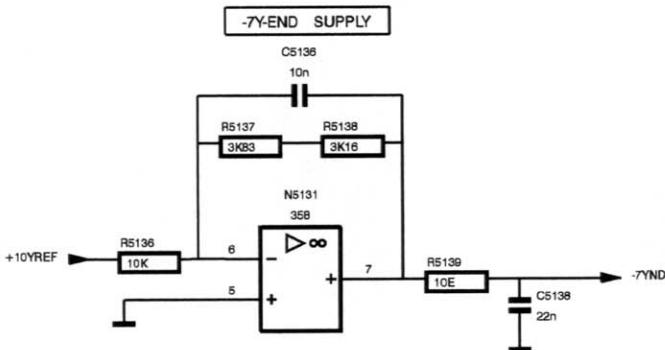 -7Y-END SUPPLY
C5136
10n
R5137
R5138
3K83
3K16
N5131
358
∞
R5136
+10YREF
10K
6
-
5
+
+
7
R5139
10E
-7YND
C5138
22n